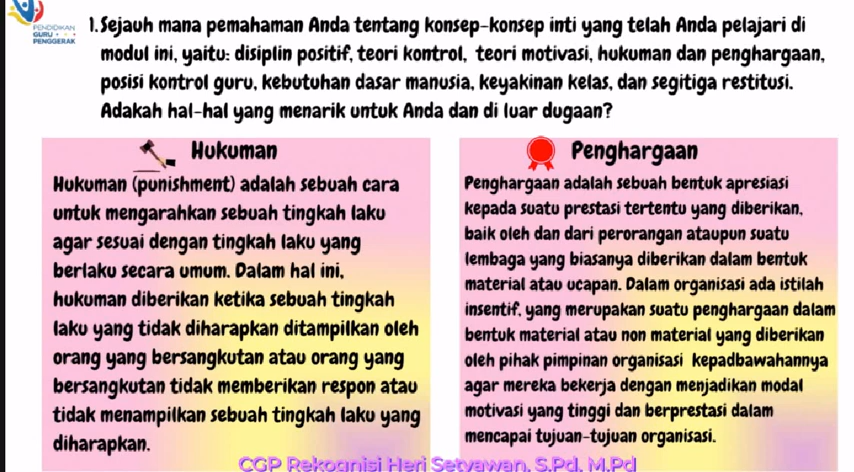 PENDIDIKAN
GURU
PENGGERAK
1. Sejauh mana pemahaman Anda tentang konsep-konsep inti yang telah Anda pelajari di
modul ini, yaitu: disiplin positif, teori kontrol, teori motivasi, hukuman dan penghargaan,
posisi kontrol guru, kebutuhan dasar manusia, keyakinan kelas, dan segitiga restitusi.
Adakah hal-hal yang menarik untuk Anda dan di luar dugaan?
Hukuman
Hukuman (punishment) adalah sebuah cara
untuk mengarahkan sebuah tingkah laku
agar sesuai dengan tingkah laku yang
berlaku secara umum. Dalam hal ini,
hukuman diberikan ketika sebuah tingkah
laku yang tidak diharapkan ditampilkan oleh
orang yang bersangkutan atau orang yang
bersangkutan tidak memberikan respon atau
tidak menampilkan sebuah tingkah laku yang
diharapkan.
Penghargaan
Penghargaan adalah sebuah bentuk apresiasi
kepada suatu prestasi tertentu yang diberikan,
baik oleh dan dari perorangan ataupun suatu
lembaga yang biasanya diberikan dalam bentuk
material atau ucapan. Dalam organisasi ada istilah
insentif, yang merupakan suatu penghargaan dalam
bentuk material atau non material yang diberikan
oleh pihak pimpinan organisasi kepadbawahannya
agar mereka bekerja dengan menjadikan modal
motivasi yang tinggi dan berprestasi dalam
mencapai tujuan-tujuan organisasi.
CGP Rekognisi Heri Setyawan, S.Pd, M.Pd